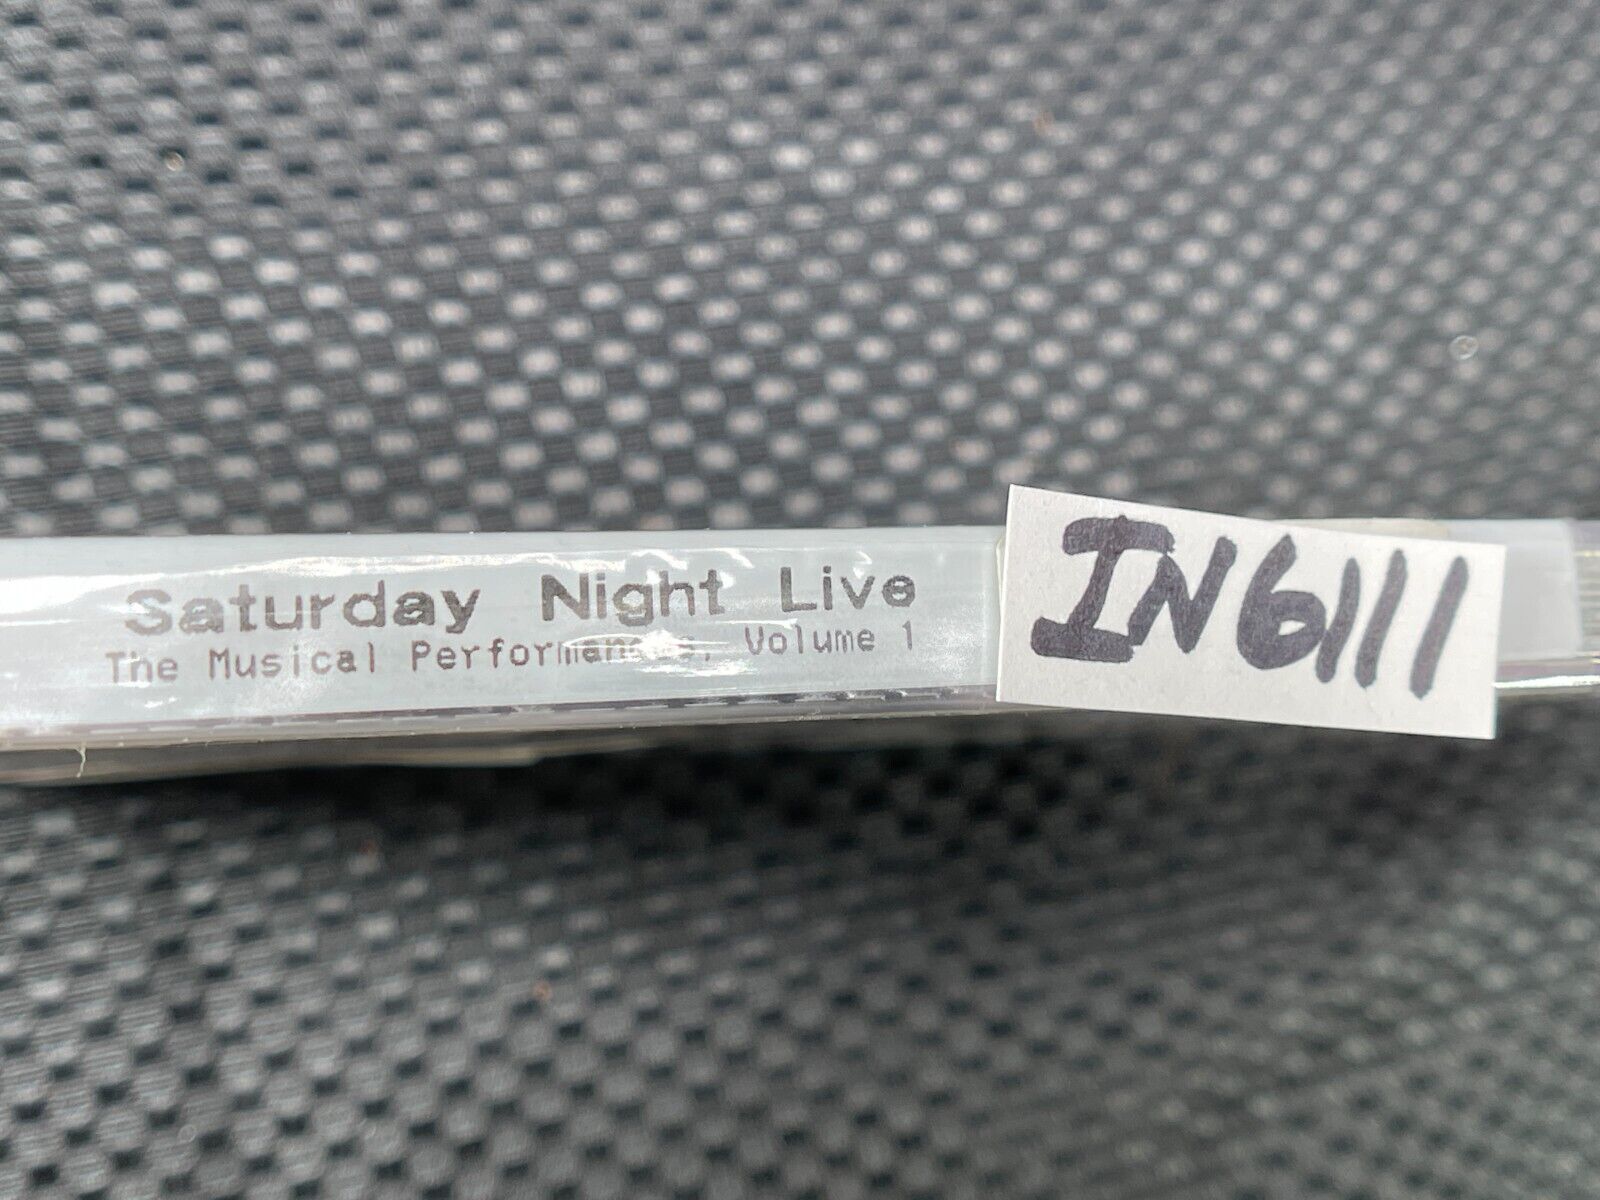 Saturday Night Live
The Musical Performances, Volume 1
IN6111